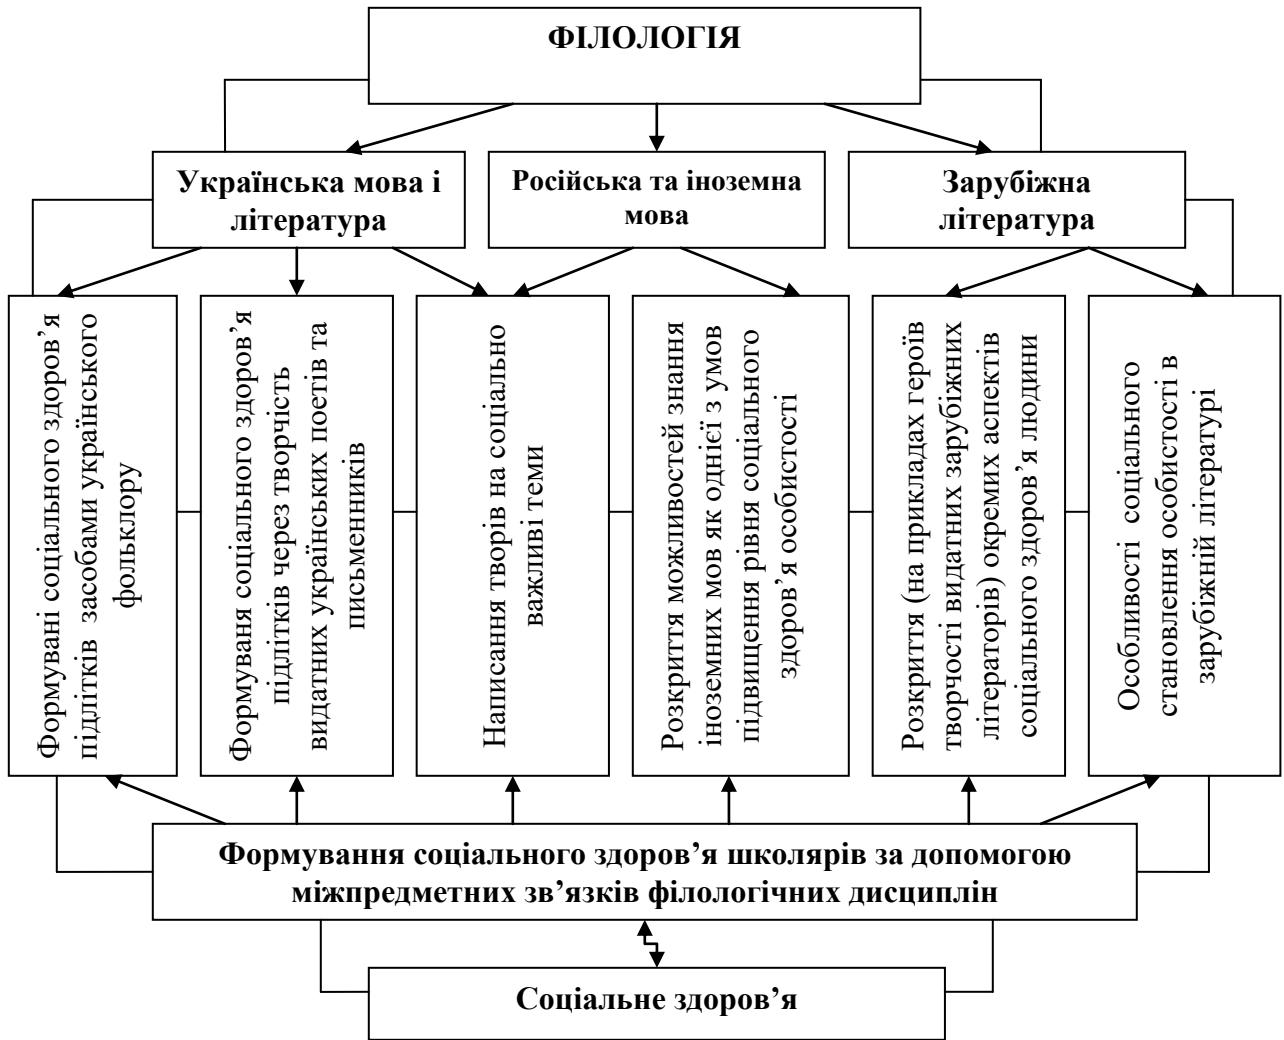 ФІЛОЛОГІЯ
Українська мова і
література
Російська та іноземна
мова
Зарубіжна
література
Формувані соціального здоров’я
підлітків засобами українського
фольклору
Формуваня соціального здоров’я
підлітків через творчість
видатних українських поетів та
письменників
Написання творів на соціально
важливі теми
Розкриття можливостей знання
іноземних мов як однієї з умов
підвищення рівня соціального
здоров’я особистості
Розкриття (на прикладах героїв
творчості видатних зарубіжних
літераторів) окремих аспектів
соціального здоров’я людини
Особливості соціального
становлення особистості в
зарубіжній літературі
Формування соціального здоров’я школярів за допомогою
міжпредметних зв’язків філологічних дисциплін
Соціальне здоров’я